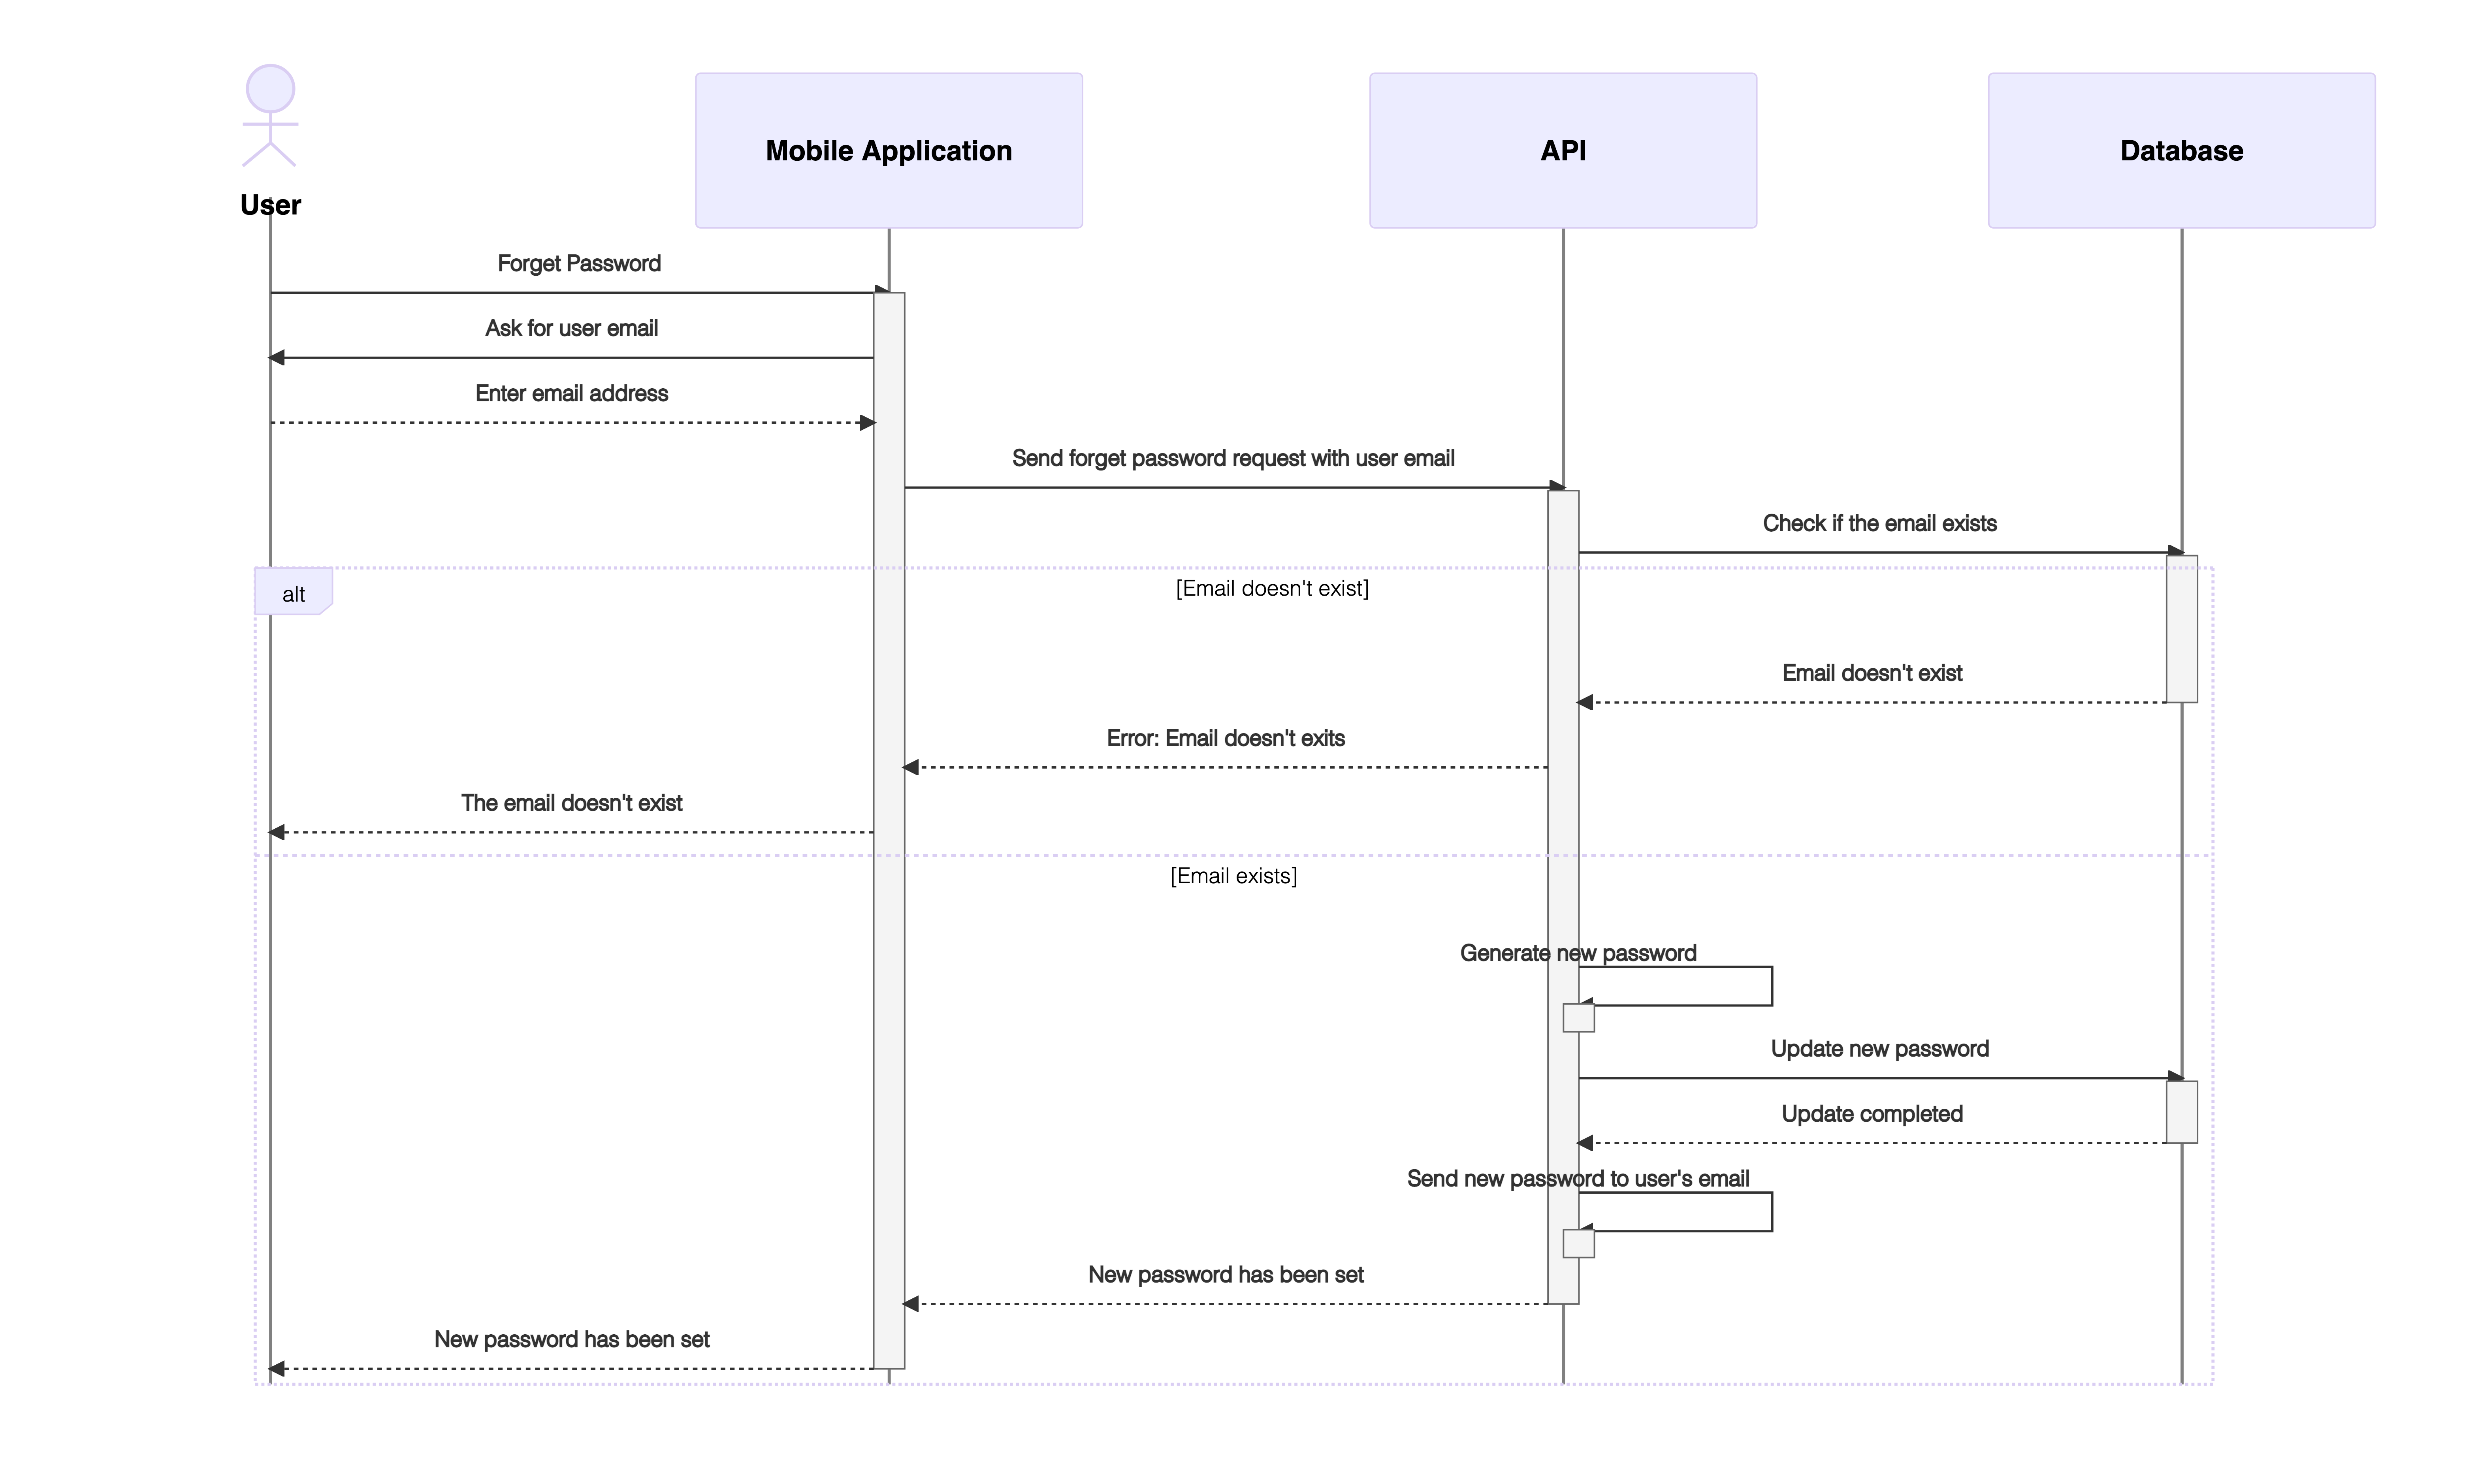 User
Mobile Application
API
Database
Forget Password
Ask for user email
Enter email address
Send forget password request with user email
Check if the email exists
alt
[Email doesn't exist]
Email doesn't exist
Error: Email doesn't exits
The email doesn't exist
[Email exists]
Generate new password
Update new password
Update completed
Send new password to user's email
New password has been set
New password has been set